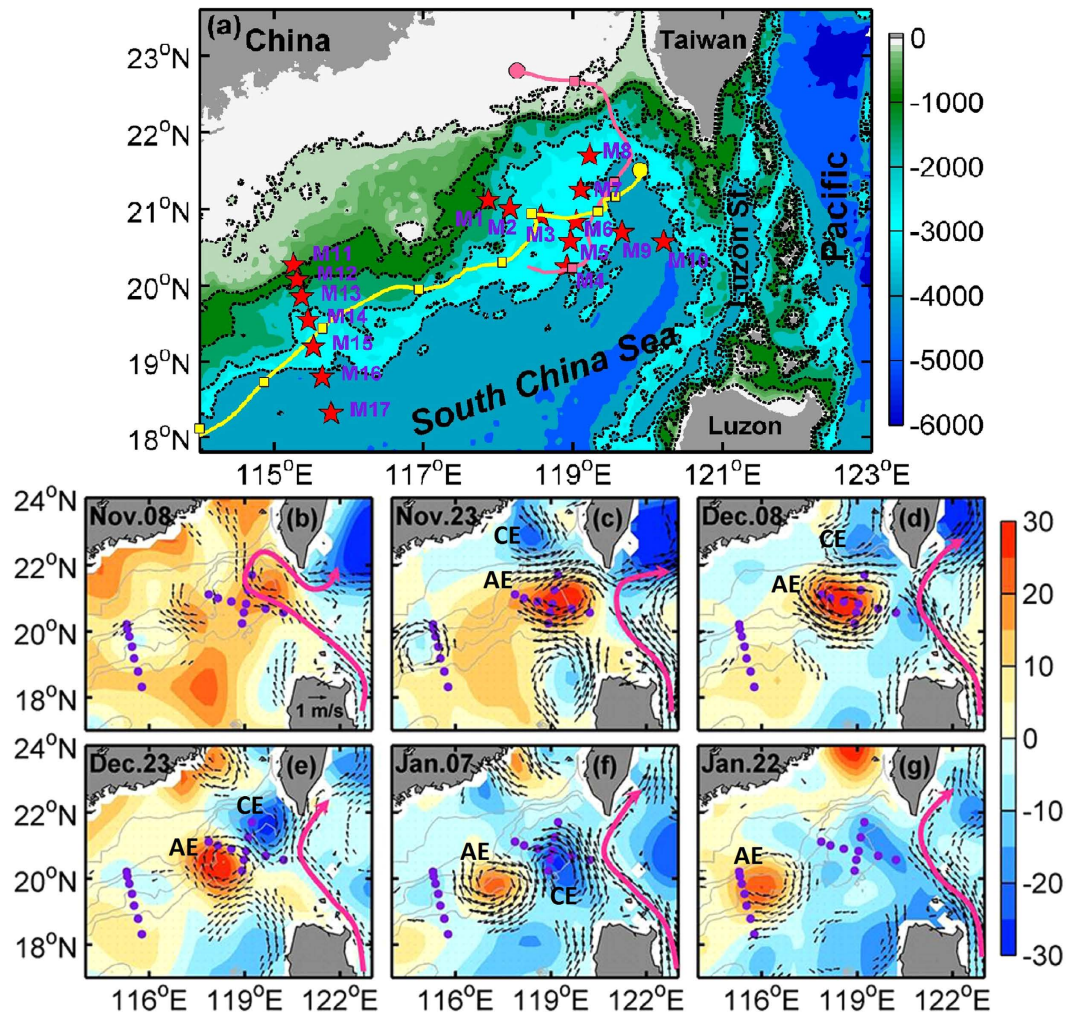 (a) China
Taiwan
23°N
22°N
21°N
20°N
19°N
18°N
M8
M7
M1
M2
M3
M6
M5
M9
M10
M4
M11
M12
M13
M14
M15
M16
M17
South China Sea
Luzon St.
Pacific
Luzon
115°E 117°E 119°E 121°E 123°E
0
-1000
-2000
-3000
-4000
-5000
-6000
24°N
22°N
20°N
18°N
Nov.08 (b)
1 m/s
Nov.23 (c)
CE
AE
Dec.08 (d)
CE
AE
30
20
10
0
-10
-20
-30
24°N
22°N
20°N
18°N
Dec.23 (e)
CE
AE
Jan.07 (f)
AE
CE
Jan.22 (g)
AE
116°E 119°E 122°E
116°E 119°E 122°E
116°E 119°E 122°E